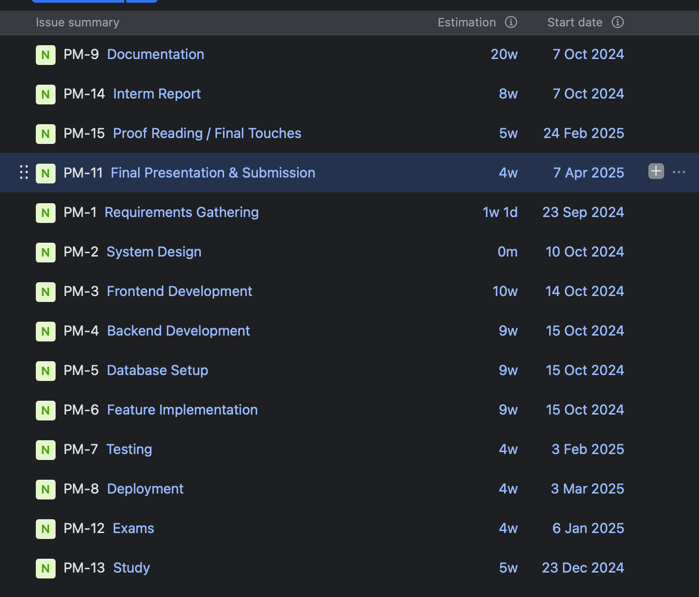 Issue summary Estimation Start date
N PM-9 Documentation 20w 7 Oct 2024
N PM-14 Interm Report 8w 7 Oct 2024
N PM-15 Proof Reading / Final Touches 5w 24 Feb 2025
N PM-11 Final Presentation & Submission 4w 7 Apr 2025
N PM-1 Requirements Gathering 1w 1d 23 Sep 2024
N PM-2 System Design 0m 10 Oct 2024
N PM-3 Frontend Development 10w 14 Oct 2024
N PM-4 Backend Development 9w 15 Oct 2024
N PM-5 Database Setup 9w 15 Oct 2024
N PM-6 Feature Implementation 9w 15 Oct 2024
N PM-7 Testing 4w 3 Feb 2025
N PM-8 Deployment 4w 3 Mar 2025
N PM-12 Exams 4w 6 Jan 2025
N PM-13 Study 5w 23 Dec 2024